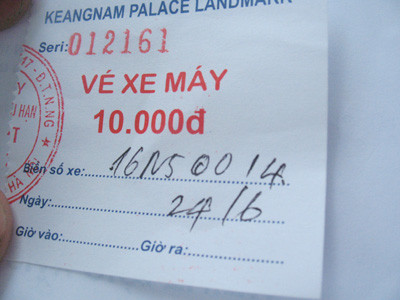 KEANGNAM PALACE LANDMARK
Seri: 012161
VÉ XE MÁY
10.000đ
Biển số xe: 16N5 0014
Ngày: 24/6
Giờ vào: Giờ ra: